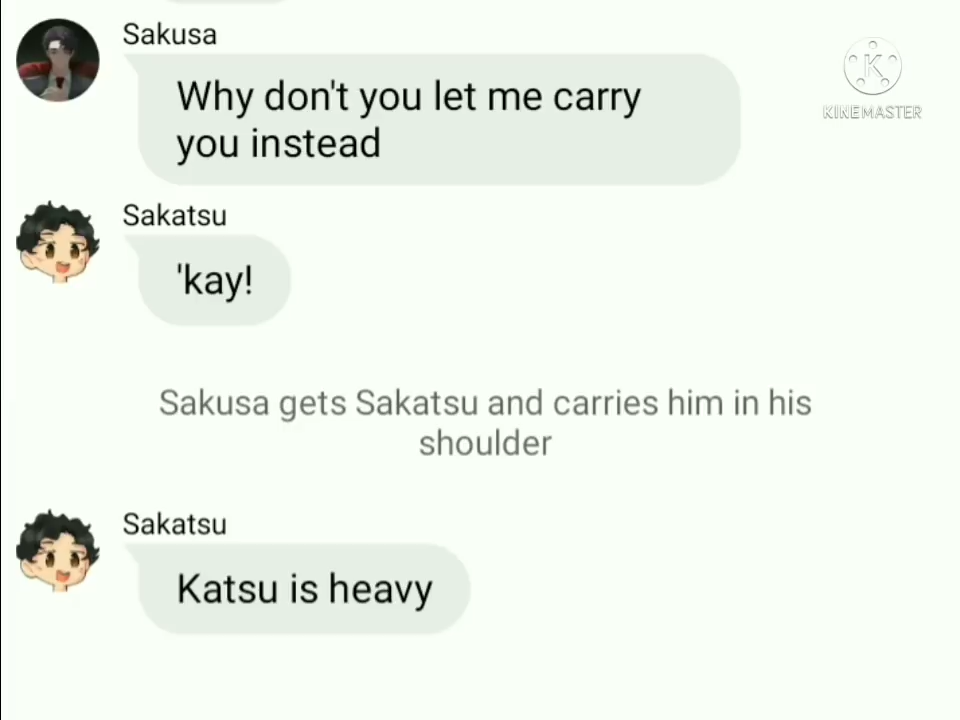 Sakusa
Why don't you let me carry
you instead
K
KINEMASTER
Sakatsu
'kay!
Sakusa gets Sakatsu and carries him in his
shoulder
Sakatsu
Katsu is heavy